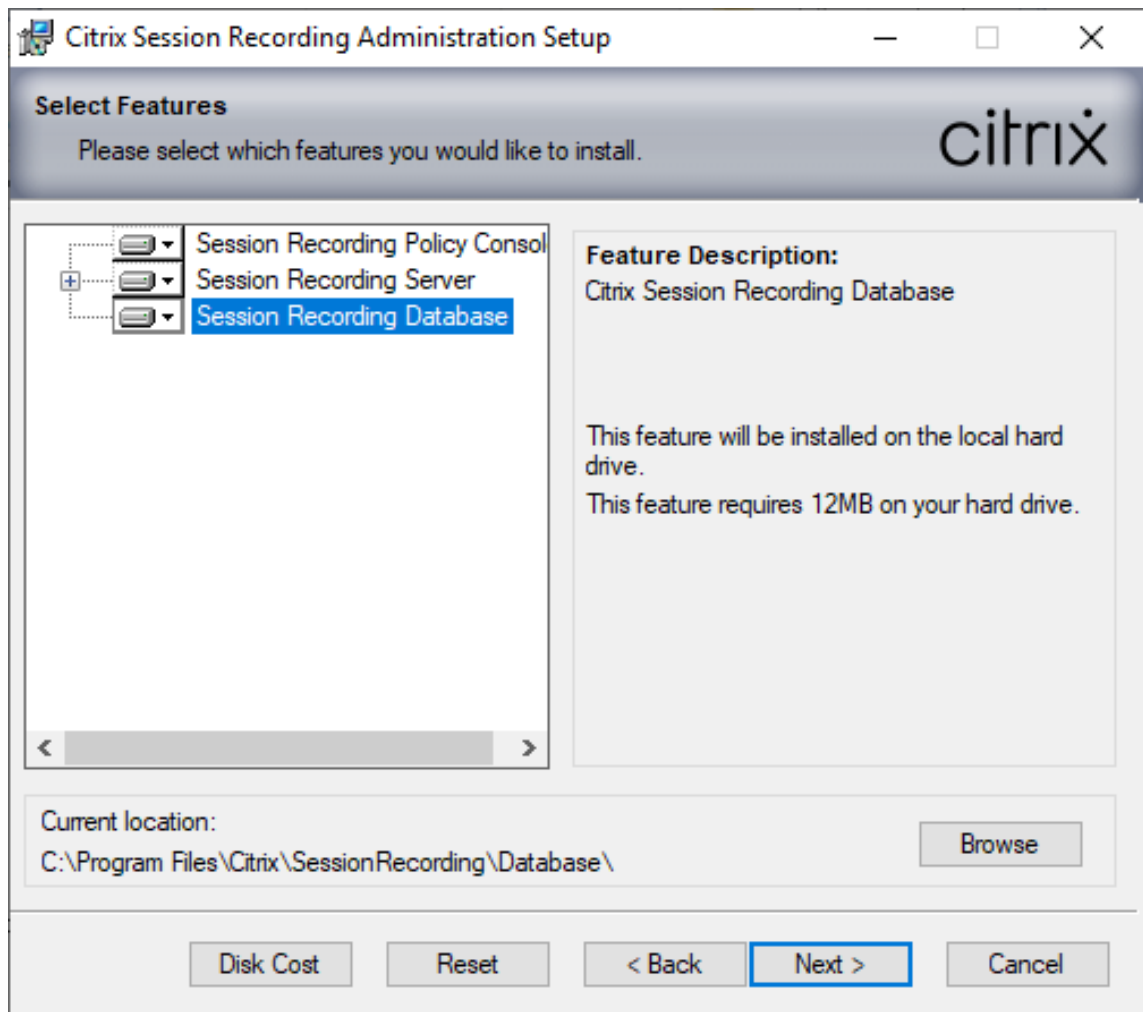 Citrix Session Recording Administration Setup
Select Features
Please select which features you would like to install.
citrix
Session Recording Policy Consol
Session Recording Server
Session Recording Database
Feature Description:
Citrix Session Recording Database
This feature will be installed on the local hard
drive.
This feature requires 12MB on your hard drive.
Current location:
C:\Program Files\Citrix\SessionRecording\Database\
Browse
Disk Cost
Reset
< Back
Next >
Cancel